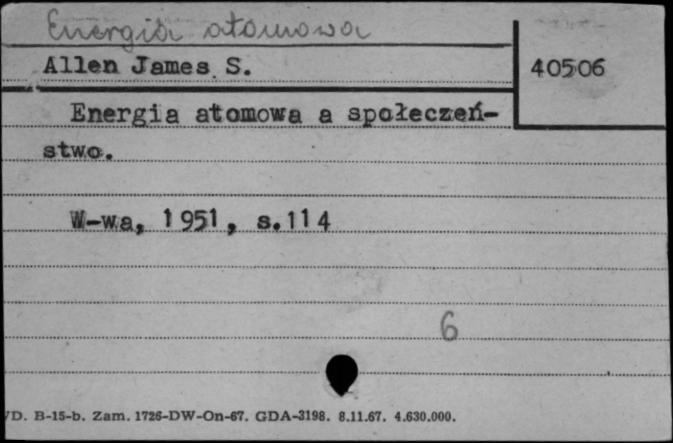 Energia atomowa
Allen James S.
40506
Energia atomowa a społeczeń-
stwo.
W-wa, 1951, s.114
6
VD. B-15-b. Zam. 1726-DW-On-67. GDA-3198. 8.11.67. 4.630.000.